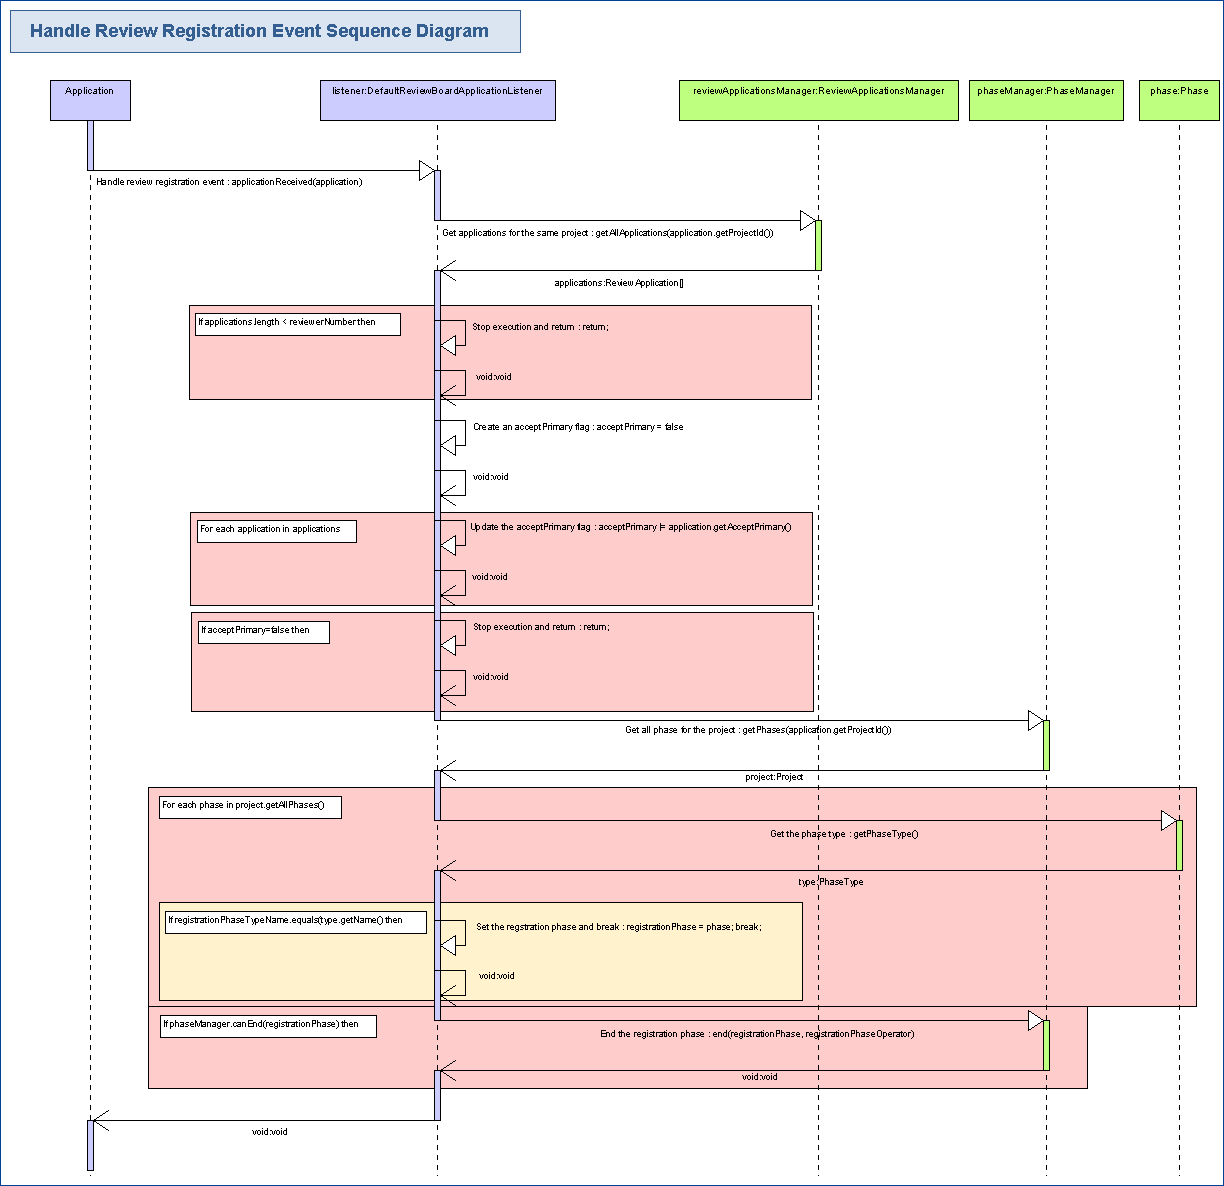 Handle Review Registration Event Sequence Diagram
Application
listener:DefaultReviewBoardApplicationListener
reviewApplicationsManager:ReviewApplicationsManager
phaseManager:PhaseManager
phase:Phase
Handle review registration event : applicationReceived(application)
Get applications for the same project : getAllApplications(application.getProjectId())
applications:ReviewApplication[]
If applications.length < reviewerNumber then
Stop execution and return : return;
void:void
Create an acceptPrimary flag : acceptPrimary = false
void:void
For each application in applications
Update the acceptPrimary flag : acceptPrimary |= application.getAcceptPrimary()
void:void
If acceptPrimary=false then
Stop execution and return : return;
void:void
Get all phase for the project : getPhases(application.getProjectId())
project:Project
For each phase in project.getAllPhases()
Get the phase type : getPhaseType()
type:PhaseType
If registrationPhaseTypeName.equals(type.getName() then
Set the regstration phase and break : registrationPhase = phase; break;
void:void
If phaseManager.canEnd(registrationPhase) then
End the registration phase : end(registrationPhase, registrationPhaseOperator)
void:void
void:void